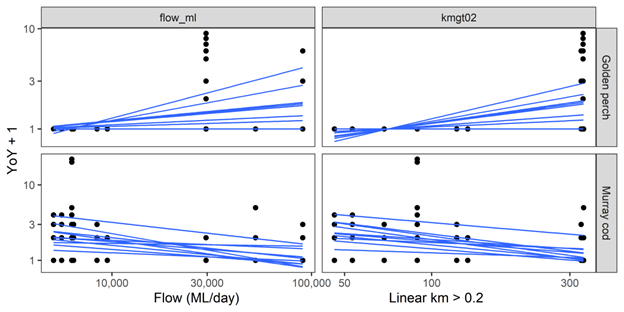 flow_ml kmgt02
10
3
1
Golden perch
YoY + 1
10
3
1
Murray cod
10,000 30,000 100,000 50 100 300
Flow (ML/day) Linear km > 0.2